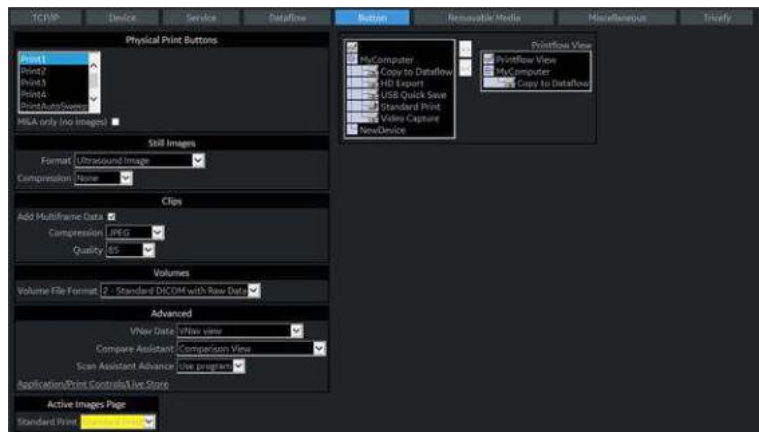 TCP/IP Device Service Dataflow Button Removable Media Miscellaneous Tricefy
Physical Print Buttons
Print1
Print2
Print3
Print4
PrintAutoSweep
M&A only (no images)
Still Images
Format Ultrasound Image
Compression None
Clips
Add Multiframe Data
Compression JPEG
Quality 85
Volumes
Volume File Format 2 - Standard DICOM with Raw Data
Advanced
VNav Date VNav view
Compare Assistant Comparison View
Scan Assistant Advance Use program
Application/Print Controls/Live Store
Active Images Page
Standard Print
MyComputer
Copy to Dataflow
HD Export
USB Quick Save
Standard Print
Video Capture
NewDevice
>>
Printflow View
Printflow View
MyComputer
Copy to Dataflow